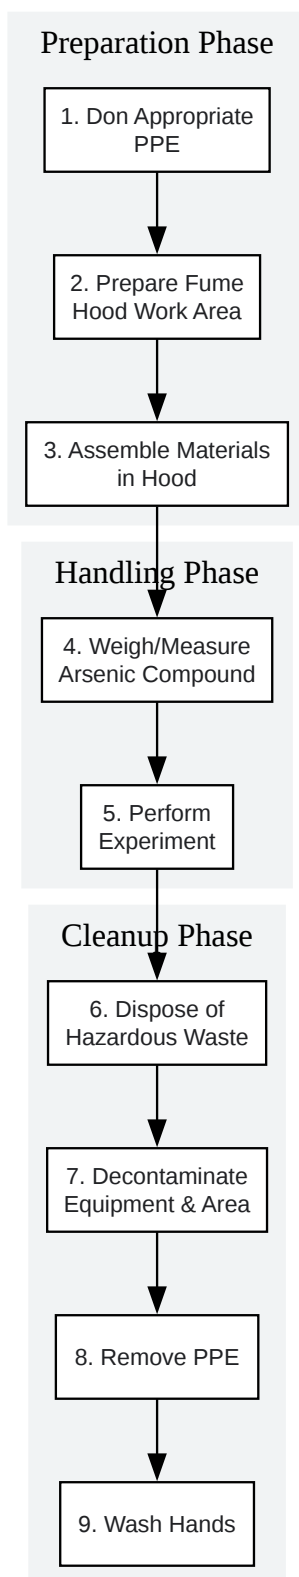 Preparation Phase
1. Don Appropriate
PPE
2. Prepare Fume
Hood Work Area
3. Assemble Materials
in Hood
Handling Phase
4. Weigh/Measure
Arsenic Compound
5. Perform
Experiment
Cleanup Phase
6. Dispose of
Hazardous Waste
7. Decontaminate
Equipment & Area
8. Remove PPE
9. Wash Hands